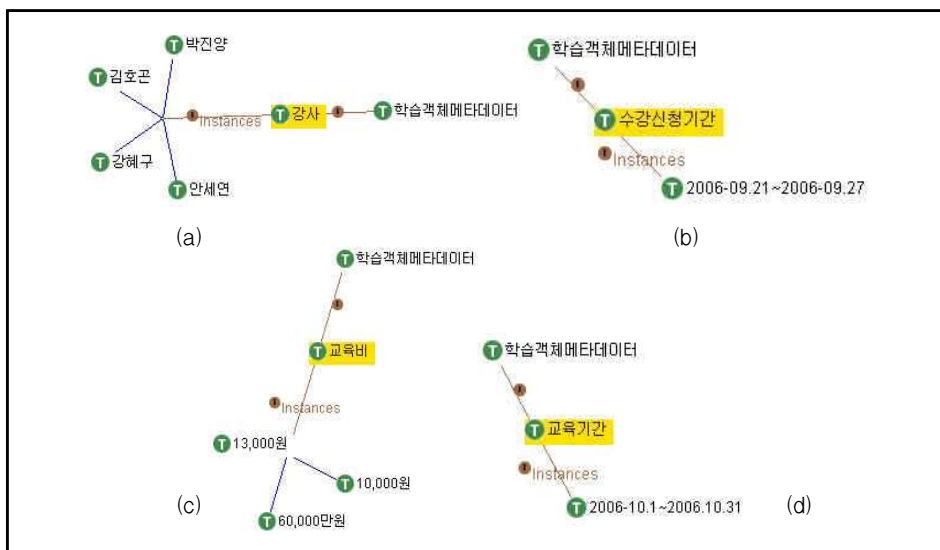 박진양
김호곤
Instances
강사
학습객체메타데이터
강혜구
안세연
(a)
학습객체메타데이터
수강신청기간
Instances
2006-09.21~2006-09.27
(b)
학습객체메타데이터
교육비
Instances
13,000원
10,000원
60,000만원
(c)
학습객체메타데이터
교육기간
Instances
2006-10.1~2006.10.31
(d)